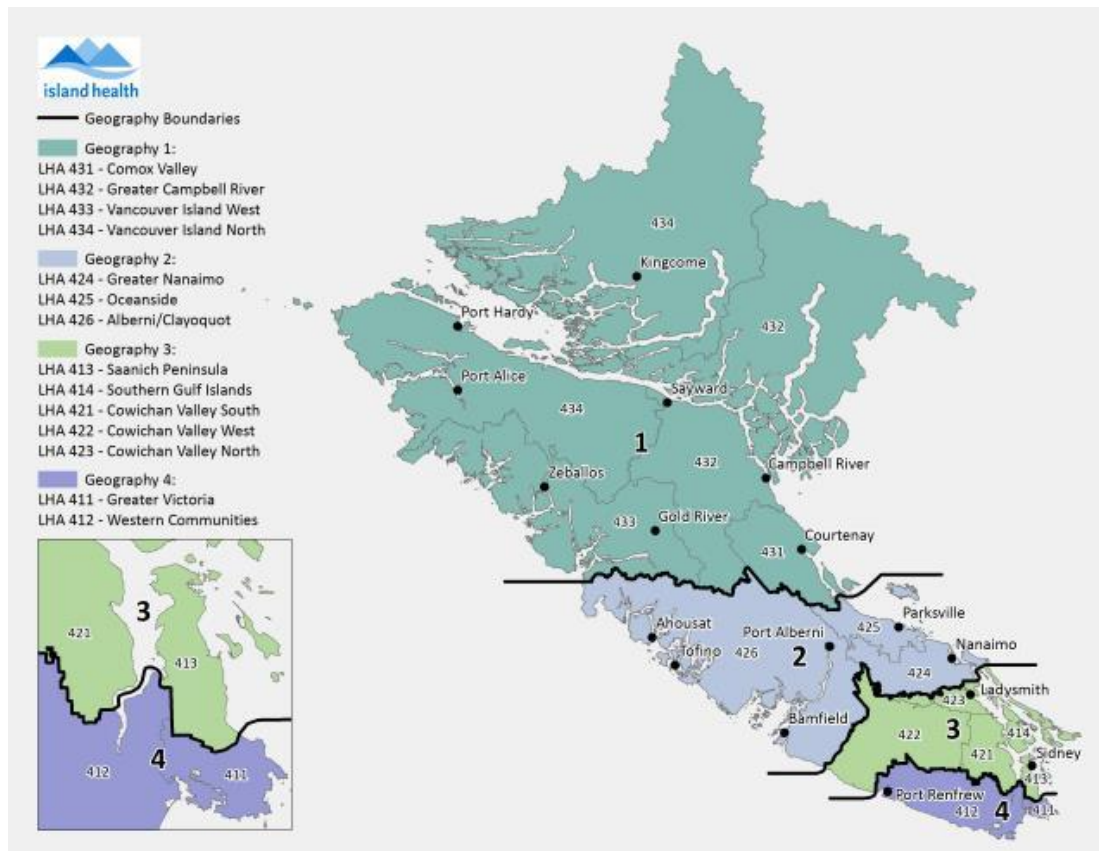 island health
Geography Boundaries
Geography 1:
LHA 431 - Comox Valley
LHA 432 - Greater Campbell River
LHA 433 - Vancouver Island West
LHA 434 - Vancouver Island North
Geography 2:
LHA 424 - Greater Nanaimo
LHA 425 - Oceanside
LHA 426 - Alberni/Clayoquot
Geography 3:
LHA 413 - Saanich Peninsula
LHA 414 - Southern Gulf Islands
LHA 421 - Cowichan Valley South
LHA 422 - Cowichan Valley West
LHA 423 - Cowichan Valley North
Geography 4:
LHA 411 - Greater Victoria
LHA 412 - Western Communities
3
421
413
4
412
411
434
Kingcome
Port Hardy
432
Port Alice
Sayward
434
1
432
Campbell River
Zeballos
433
Gold River
431
Courtenay
Parksville
Ahousat
Port Alberni
425
Tofino
426
2
Nanaimo
424
Ladysmith
423
Bamfield
422
3
414
421
Sidney
413
Port Renfrew
412
4
411